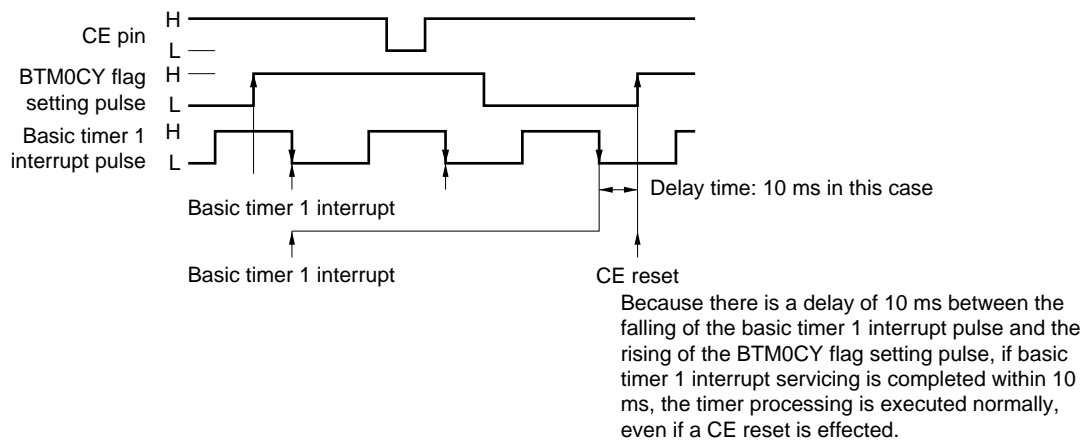 CE pin
H
L
BTM0CY flag
setting pulse
H
L
Basic timer 1
interrupt pulse
H
L
Delay time: 10 ms in this case
Basic timer 1 interrupt
Basic timer 1 interrupt
CE reset
Because there is a delay of 10 ms between the
falling of the basic timer 1 interrupt pulse and the
rising of the BTM0CY flag setting pulse, if basic
timer 1 interrupt servicing is completed within 10
ms, the timer processing is executed normally,
even if a CE reset is effected.